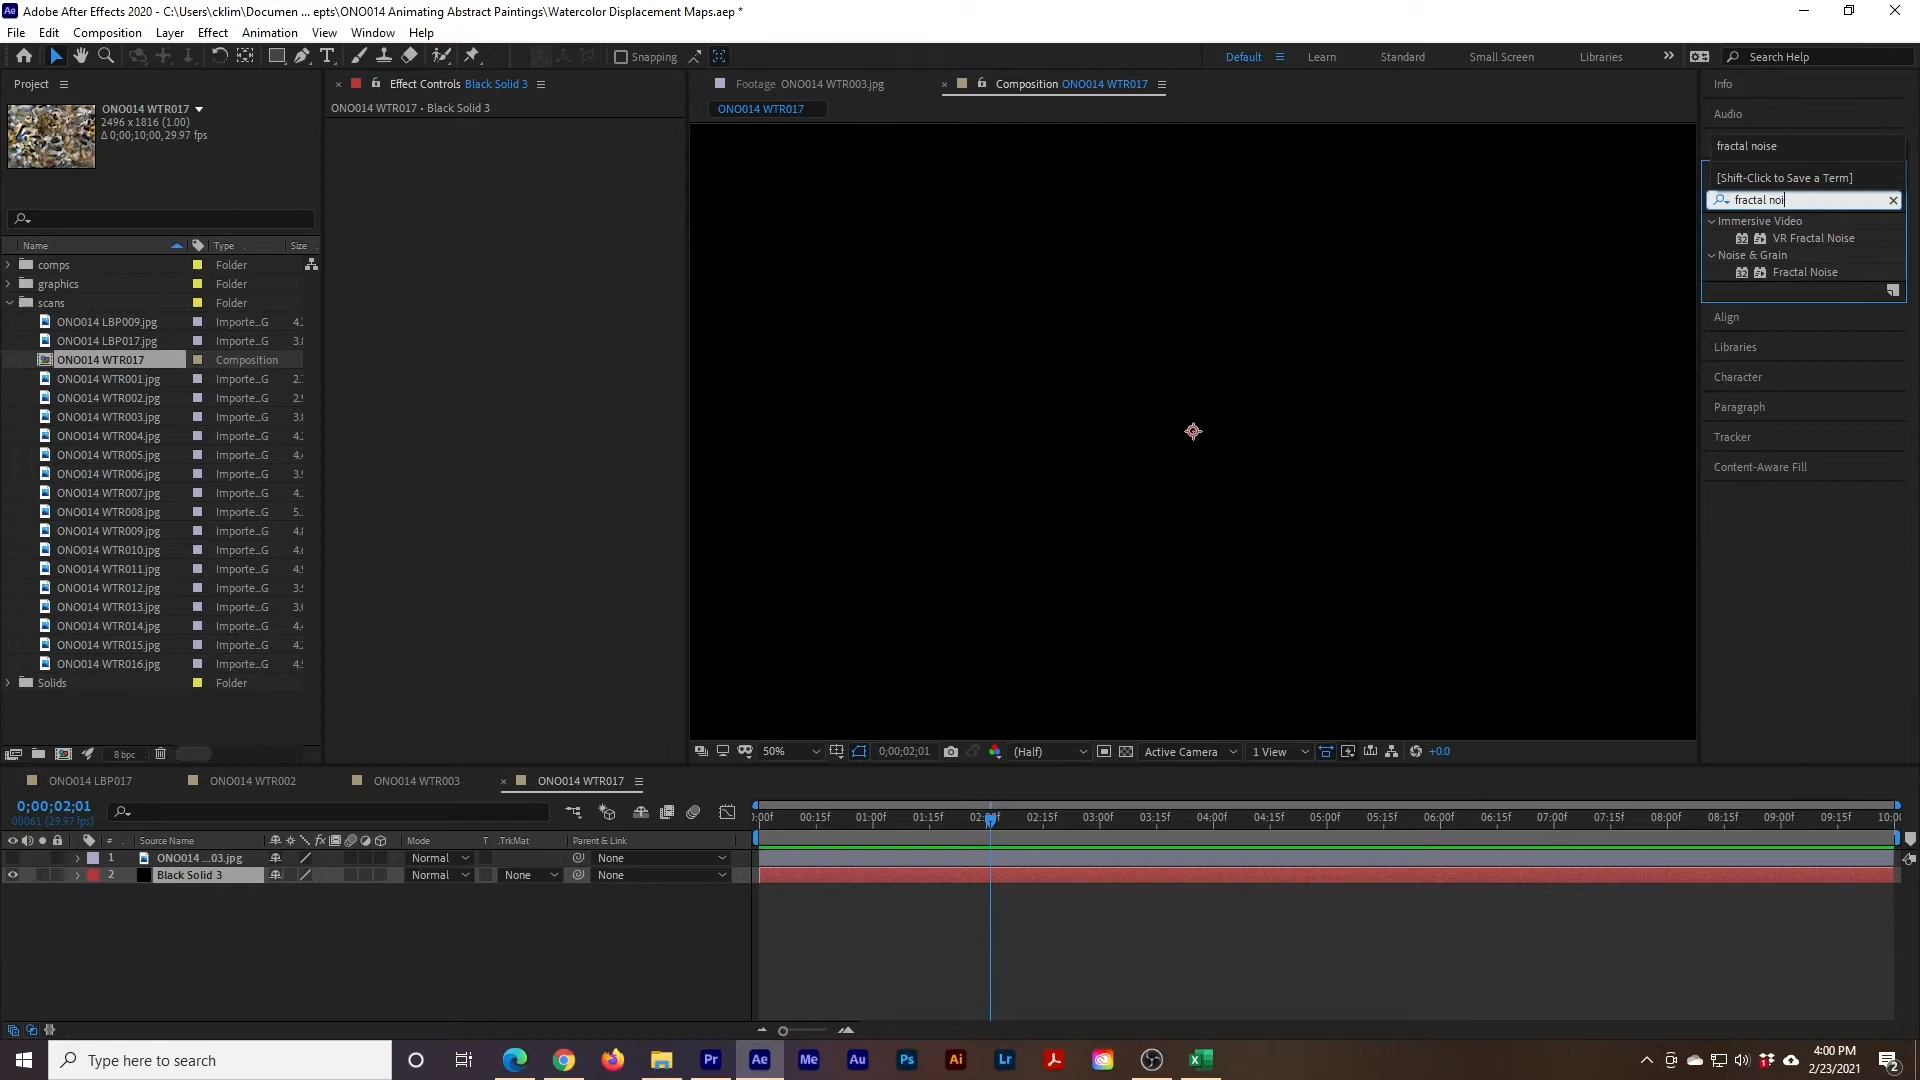 Adobe After Effects 2020 - C:\Users\cklim\Documen ... epts\ONO014 Animating Abstract Paintings\Watercolor Displacement Maps.aep *
File Edit Composition Layer Effect Animation View Window Help
Snapping Default Learn Standard Small Screen Libraries Search Help
Project
ONO014 WTR017
2496 x 1816 (1.00)
Δ 0;00;10;00, 29.97 fps
Name Type Size
comps Folder
graphics Folder
scans Folder
ONO014 LBP009.jpg Importe...G
ONO014 LBP017.jpg Importe...G
ONO014 WTR017 Composition
ONO014 WTR001.jpg Importe...G
ONO014 WTR002.jpg Importe...G
ONO014 WTR003.jpg Importe...G
ONO014 WTR004.jpg Importe...G
ONO014 WTR005.jpg Importe...G
ONO014 WTR006.jpg Importe...G
ONO014 WTR007.jpg Importe...G
ONO014 WTR008.jpg Importe...G
ONO014 WTR009.jpg Importe...G
ONO014 WTR010.jpg Importe...G
ONO014 WTR011.jpg Importe...G
ONO014 WTR012.jpg Importe...G
ONO014 WTR013.jpg Importe...G
ONO014 WTR014.jpg Importe...G
ONO014 WTR015.jpg Importe...G
ONO014 WTR016.jpg Importe...G
Solids Folder
8 bpc
Effect Controls Black Solid 3
ONO014 WTR017 • Black Solid 3
Footage ONO014 WTR003.jpg
Composition ONO014 WTR017
ONO014 WTR017
50% 0;00;02;01 (Half) Active Camera 1 View +0.0
Info
Audio
fractal noise
[Shift-Click to Save a Term]
fractal noi
Immersive Video
32 VR Fractal Noise
Noise & Grain
32 Fractal Noise
Align
Libraries
Character
Paragraph
Tracker
Content-Aware Fill
ONO014 LBP017 ONO014 WTR002 ONO014 WTR003 ONO014 WTR017
0;00;02;01
00061 (29.97 fps)
# Source Name Mode T .TrkMat Parent & Link
1 ONO014 ...03.jpg Normal None
2 Black Solid 3 Normal None None
):00f 00:15f 01:00f 01:15f 02:00f 02:15f 03:00f 03:15f 04:00f 04:15f 05:00f 05:15f 06:00f 06:15f 07:00f 07:15f 08:00f 08:15f 09:00f 09:15f 10:00
Type here to search
Pr Ae Me Au Ps Ai Lr
4:00 PM
2/23/2021
2